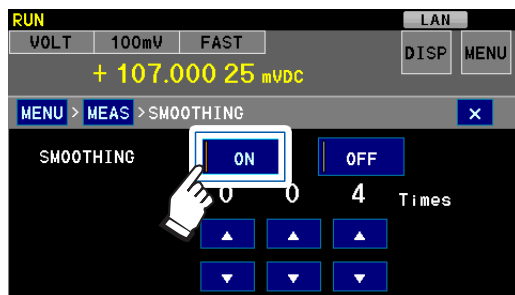 RUN LAN
VOLT 100mV FAST DISP MENU
+ 107.000 25 mVDC
MENU > MEAS > SMOOTHING ×
SMOOTHING ON OFF
0 0 4 Times